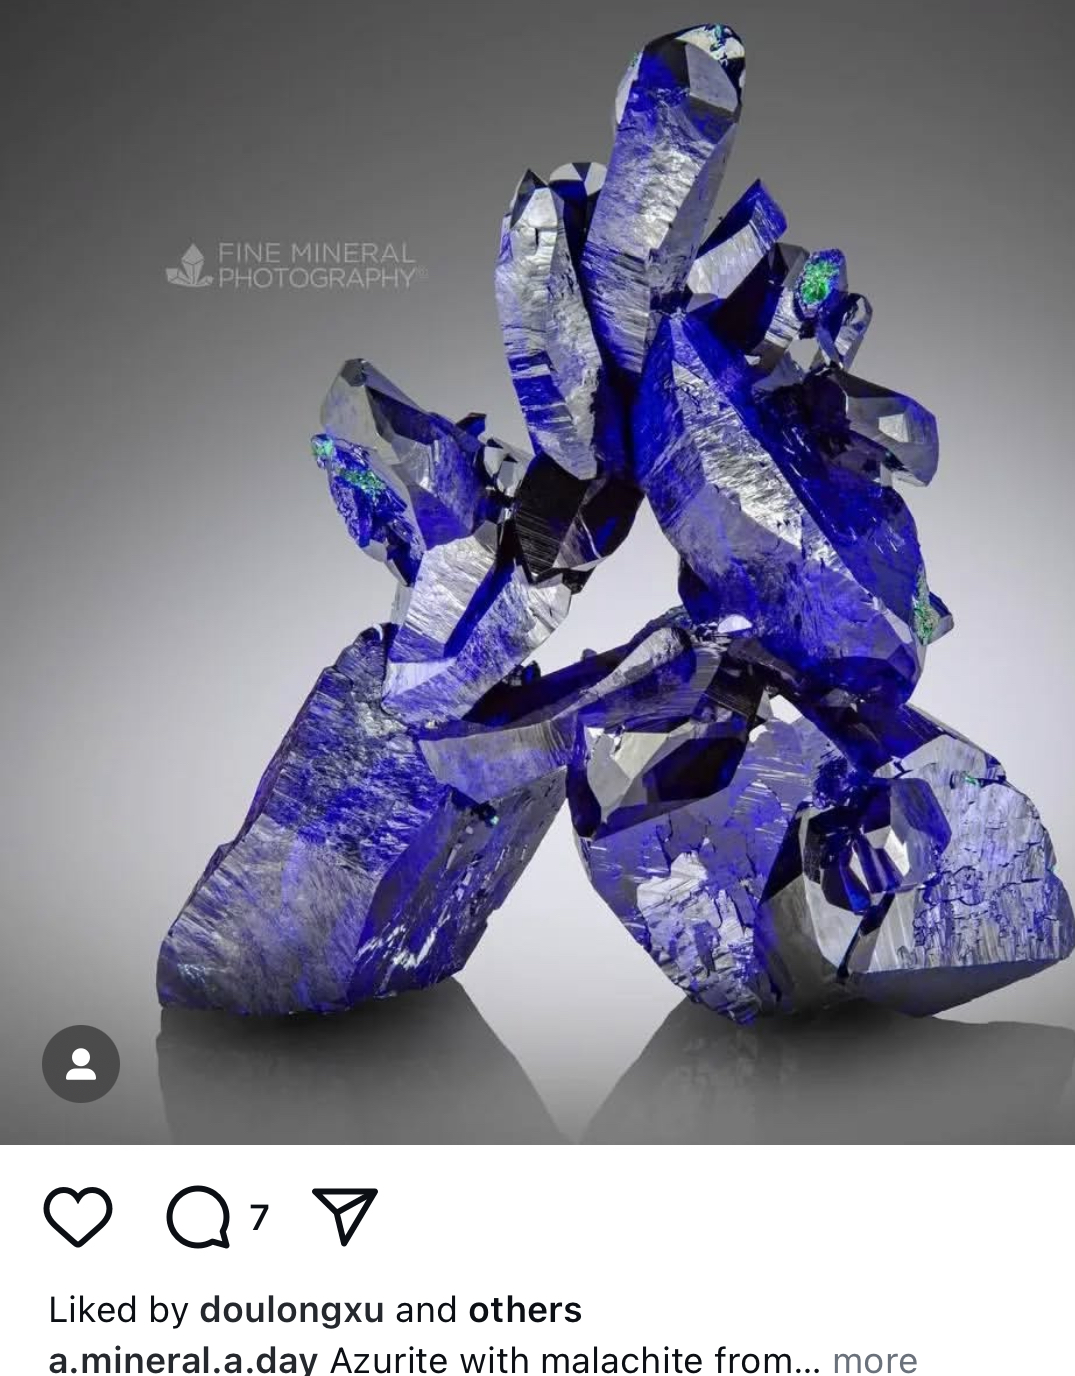 FINE MINERAL
PHOTOGRAPHY©
7
Liked by doulongxu and others
a.mineral.a.day Azurite with malachite from... more